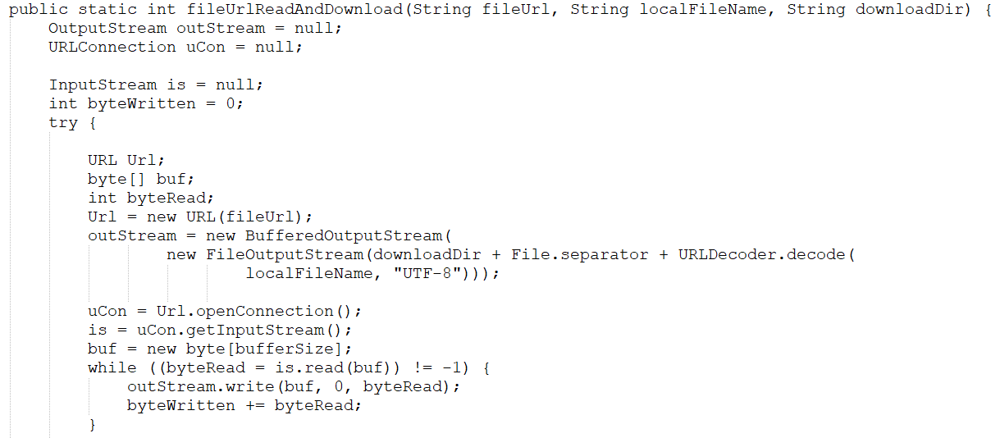 public static int fileUrlReadAndDownload(String fileUrl, String localFileName, String downloadDir) {
    OutputStream outStream = null;
    URLConnection uCon = null;

    InputStream is = null;
    int byteWritten = 0;
    try {

        URL Url;
        byte[] buf;
        int byteRead;
        Url = new URL(fileUrl);
        outStream = new BufferedOutputStream(
                new FileOutputStream(downloadDir + File.separator + URLDecoder.decode(
                        localFileName, "UTF-8")));

        uCon = Url.openConnection();
        is = uCon.getInputStream();
        buf = new byte[bufferSize];
        while ((byteRead = is.read(buf)) != -1) {
            outStream.write(buf, 0, byteRead);
            byteWritten += byteRead;
        }